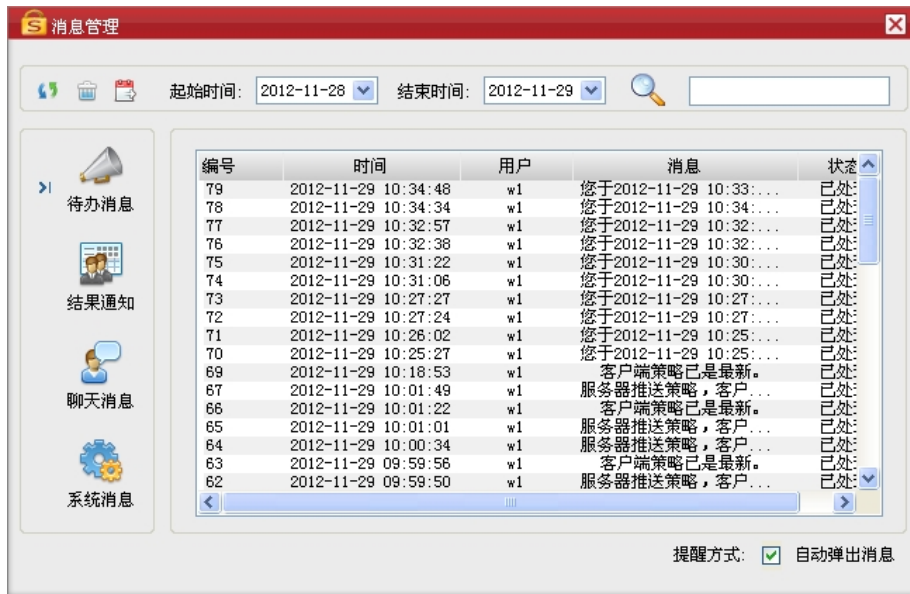 S 消息管理
起始时间: 2012-11-28 结束时间: 2012-11-29
待办消息
结果通知
聊天消息
系统消息
编号 时间 用户 消息 状态
79 2012-11-29 10:34:48 w1 您于2012-11-29 10:33:... 已处
78 2012-11-29 10:34:34 w1 您于2012-11-29 10:34:... 已处
77 2012-11-29 10:32:57 w1 您于2012-11-29 10:32:... 已处
76 2012-11-29 10:32:38 w1 您于2012-11-29 10:32:... 已处
75 2012-11-29 10:31:22 w1 您于2012-11-29 10:30:... 已处
74 2012-11-29 10:31:06 w1 您于2012-11-29 10:30:... 已处
73 2012-11-29 10:27:27 w1 您于2012-11-29 10:27:... 已处
72 2012-11-29 10:27:24 w1 您于2012-11-29 10:27:... 已处
71 2012-11-29 10:26:02 w1 您于2012-11-29 10:25:... 已处
70 2012-11-29 10:25:27 w1 您于2012-11-29 10:25:... 已处
69 2012-11-29 10:18:53 w1 客户端策略已是最新。 已处
67 2012-11-29 10:01:49 w1 服务器推送策略，客户... 已处
66 2012-11-29 10:01:22 w1 客户端策略已是最新。 已处
65 2012-11-29 10:01:01 w1 服务器推送策略，客户... 已处
64 2012-11-29 10:00:34 w1 服务器推送策略，客户... 已处
63 2012-11-29 09:59:56 w1 客户端策略已是最新。 已处
62 2012-11-29 09:59:50 w1 服务器推送策略，客户... 已处
提醒方式: 自动弹出消息